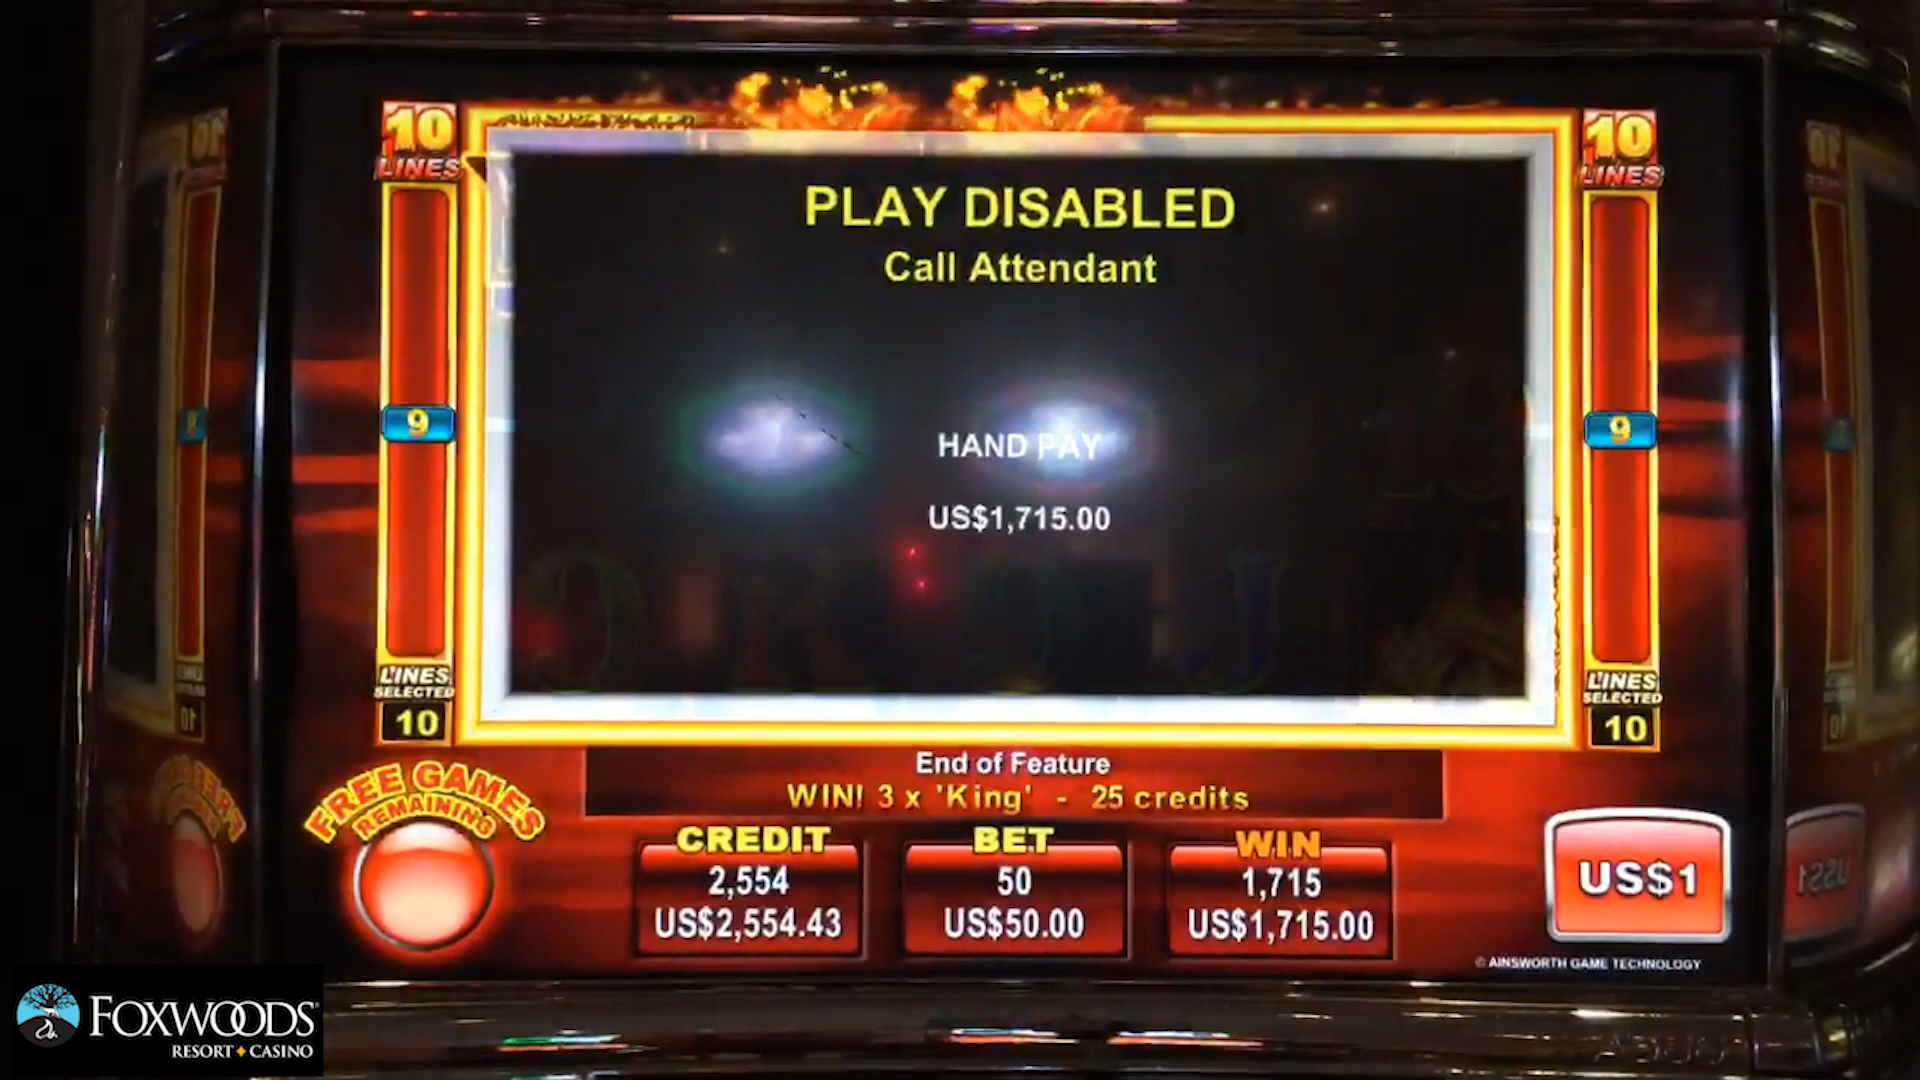 10
LINES
10
LINES
PLAY DISABLED
Call Attendant
9
9
HAND PAY
US$1,715.00
LINES
SELECTED
10
LINES
SELECTED
10
End of Feature
WIN! 3 x 'King' - 25 credits
FREE GAMES
REMAINING
CREDIT
2,554
US$2,554.43
BET
50
US$50.00
WIN
1,715
US$1,715.00
US$1
© AINSWORTH GAME TECHNOLOGY
FOXWOODS
RESORT CASINO